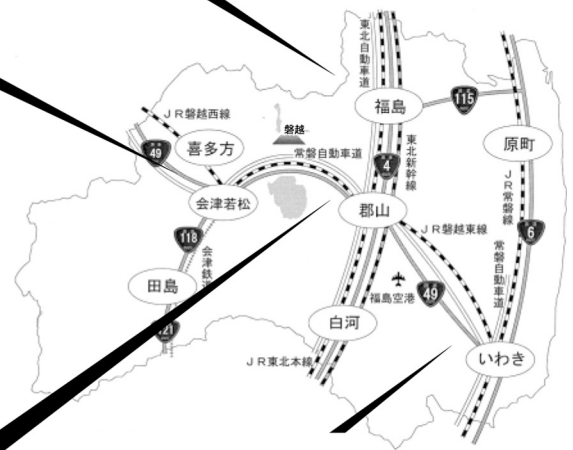 東北自動車道
福島
115
ＪＲ磐越西線
喜多方
49
磐越
常磐自動車道
4
東北新幹線
原町
ＪＲ常磐線
会津若松
郡山
ＪＲ磐越東線
6
118
会津鉄道
田島
福島空港
49
常磐自動車道
白河
いわき
ＪＲ東北本線